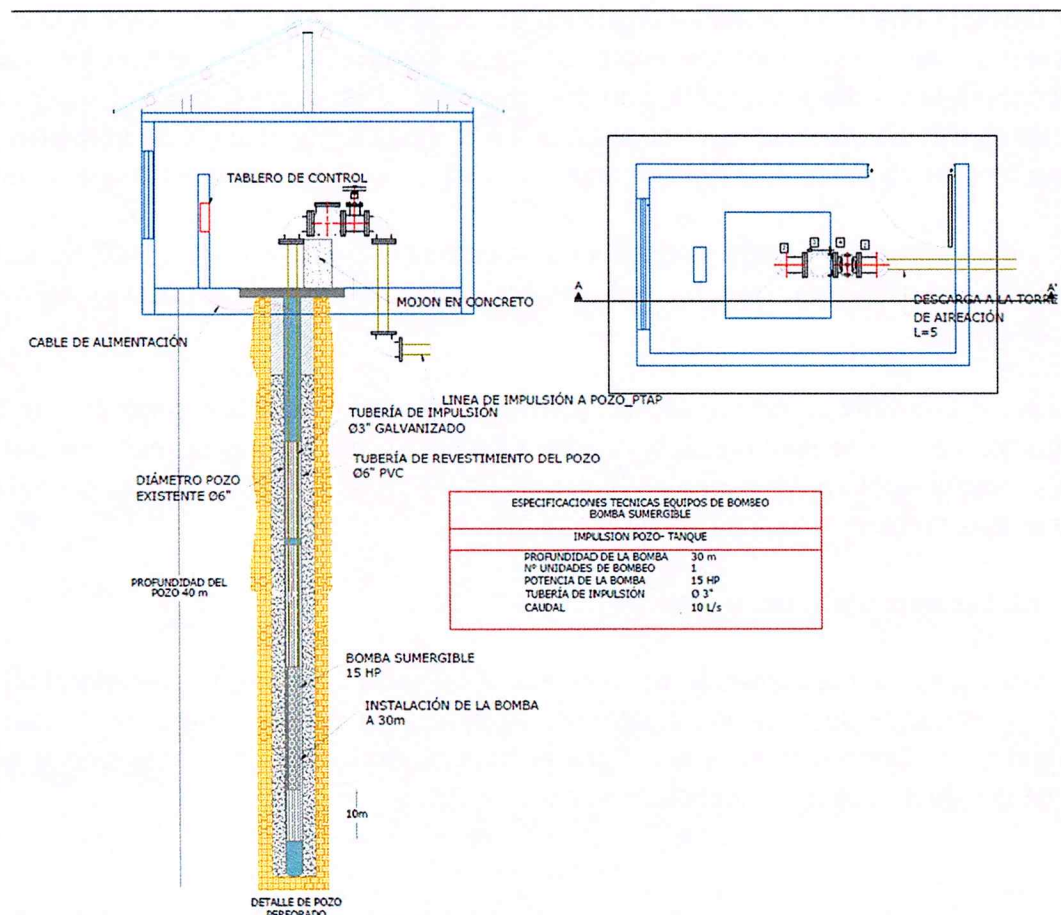 TABLERO DE CONTROL
MOJON EN CONCRETO
CABLE DE ALIMENTACIÓN
A
A'
DESCARGA A LA TORRE
DE AIREACIÓN
L=5
LINEA DE IMPULSIÓN A POZO_PTAP
TUBERÍA DE IMPULSIÓN
Ø3" GALVANIZADO
TUBERÍA DE REVESTIMIENTO DEL POZO
Ø6" PVC
DIÁMETRO POZO
EXISTENTE Ø6"
ESPECIFICACIONES TECNICAS EQUIPOS DE BOMBEO
BOMBA SUMERGIBLE
IMPULSION POZO- TANQUE
PROFUNDIDAD DE LA BOMBA 30 m
Nº UNIDADES DE BOMBEO 1
POTENCIA DE LA BOMBA 15 HP
TUBERÍA DE INPULSIÓN Ø 3"
CAUDAL 10 L/s
PROFUNDIDAD DEL
POZO 40 m
BOMBA SUMERGIBLE
15 HP
INSTALACIÓN DE LA BOMBA
A 30m
10m
DETALLE DE POZO
PERFORADO